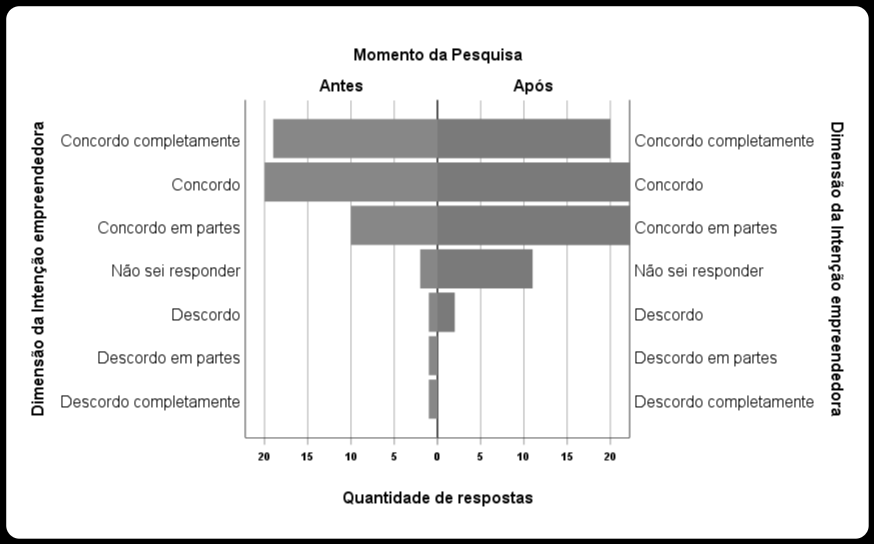 Momento da Pesquisa
Antes
Após
Dimensão da Intenção empreendedora
Concordo completamente
Concordo
Concordo em partes
Não sei responder
Descordo
Descordo em partes
Descordo completamente
Concordo completamente
Concordo
Concordo em partes
Não sei responder
Descordo
Descordo em partes
Descordo completamente
Dimensão da Intenção empreendedora
20 15 10 5 0 5 10 15 20
Quantidade de respostas